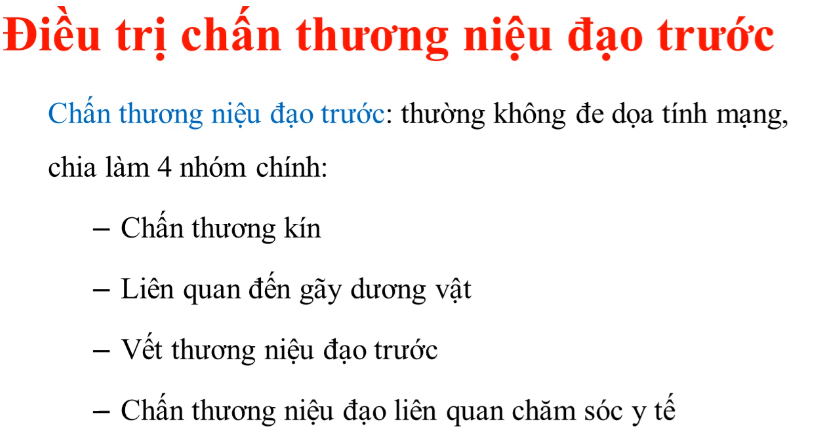 Điều trị chấn thương niệu đạo trước
Chấn thương niệu đạo trước: thường không đe dọa tính mạng,
chia làm 4 nhóm chính:
– Chấn thương kín
– Liên quan đến gãy dương vật
– Vết thương niệu đạo trước
– Chấn thương niệu đạo liên quan chăm sóc y tế